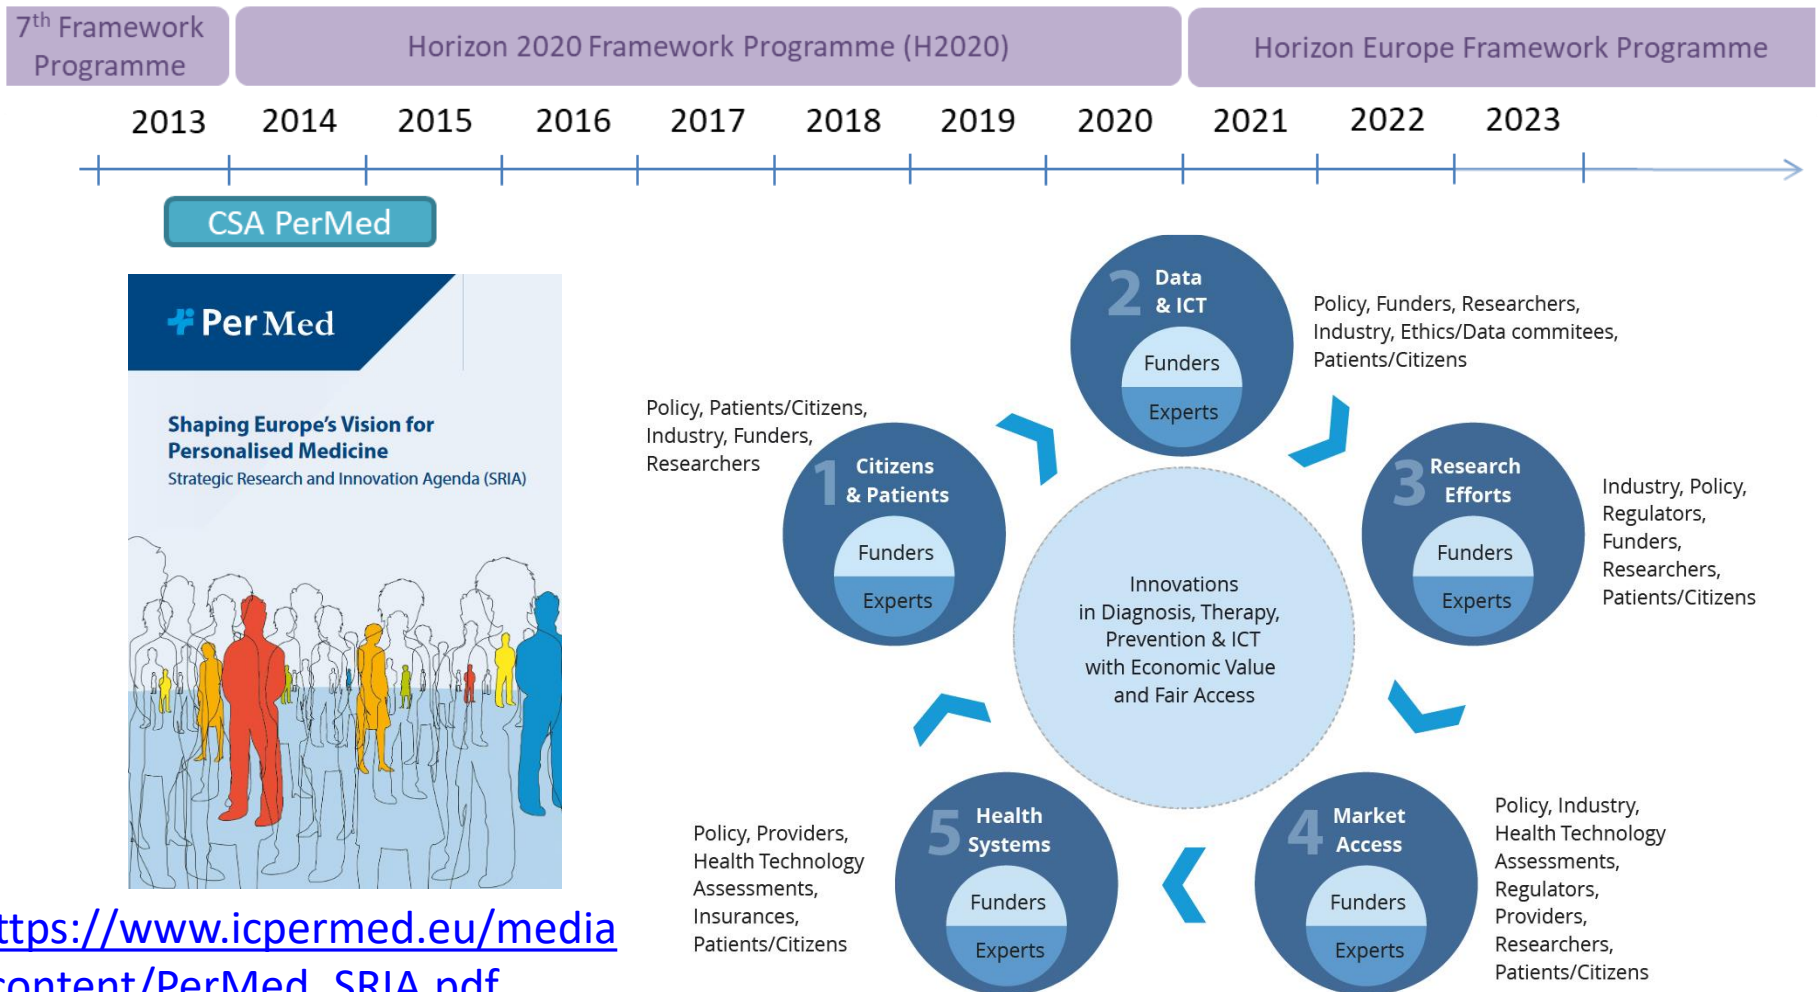 7th Framework
Programme
Horizon 2020 Framework Programme (H2020)
Horizon Europe Framework Programme
2013 2014 2015 2016 2017 2018 2019 2020 2021 2022 2023
CSA PerMed
PerMed
Shaping Europe's Vision for
Personalised Medicine
Strategic Research and Innovation Agenda (SRIA)
ttps://www.icpermed.eu/media
content/PerMed_SRIA.pdf
Policy, Patients/Citizens,
Industry, Funders,
Researchers
1 Citizens
& Patients
Funders
Experts
2 Data
& ICT
Funders
Experts
Policy, Funders, Researchers,
Industry, Ethics/Data commitees,
Patients/Citizens
3 Research
Efforts
Funders
Experts
Industry, Policy,
Regulators,
Funders,
Researchers,
Patients/Citizens
Innovations
in Diagnosis, Therapy,
Prevention & ICT
with Economic Value
and Fair Access
4 Market
Access
Funders
Experts
Policy, Industry,
Health Technology
Assessments,
Regulators,
Providers,
Researchers,
Patients/Citizens
5 Health
Systems
Funders
Experts
Policy, Providers,
Health Technology
Assessments,
Insurances,
Patients/Citizens